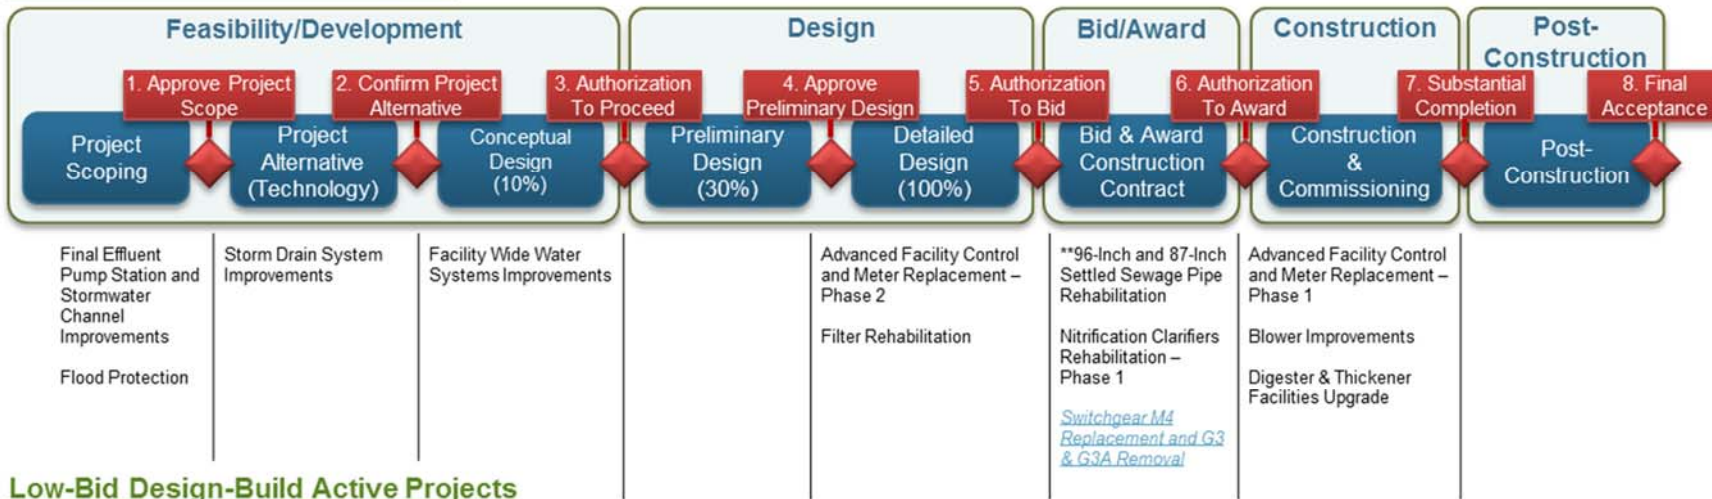 Feasibility/Development
Design
Bid/Award
Construction
Post-
Construction
1. Approve Project
Scope
2. Confirm Project
Alternative
3. Authorization
To Proceed
4. Approve
Preliminary Design
5. Authorization
To Bid
6. Authorization
To Award
7. Substantial
Completion
8. Final
Acceptance
Project
Scoping
Project
Alternative
(Technology)
Conceptual
Design
(10%)
Preliminary
Design
(30%)
Detailed
Design
(100%)
Bid & Award
Construction
Contract
Construction
&
Commissioning
Post-
Construction
Final Effluent
Pump Station and
Stormwater
Channel
Improvements
Flood Protection
Storm Drain System
Improvements
Facility Wide Water
Systems Improvements
Advanced Facility Control
and Meter Replacement –
Phase 2
Filter Rehabilitation
**96-Inch and 87-Inch
Settled Sewage Pipe
Rehabilitation
Nitrification Clarifiers
Rehabilitation –
Phase 1
Switchgear M4
Replacement and G3
& G3A Removal
Advanced Facility Control
and Meter Replacement –
Phase 1
Blower Improvements
Digester & Thickener
Facilities Upgrade
Low-Bid Design-Build Active Projects